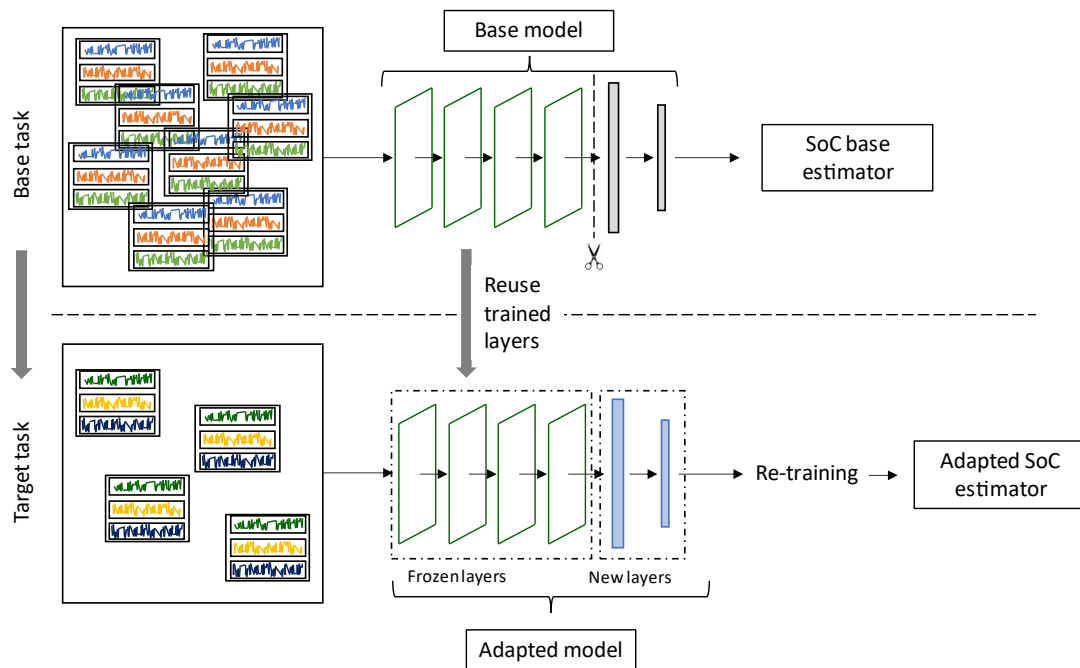 Base model
Base task
SoC base
estimator
Reuse
trained
layers
Target task
Re-training
Adapted SoC
estimator
Frozen layers
New layers
Adapted model